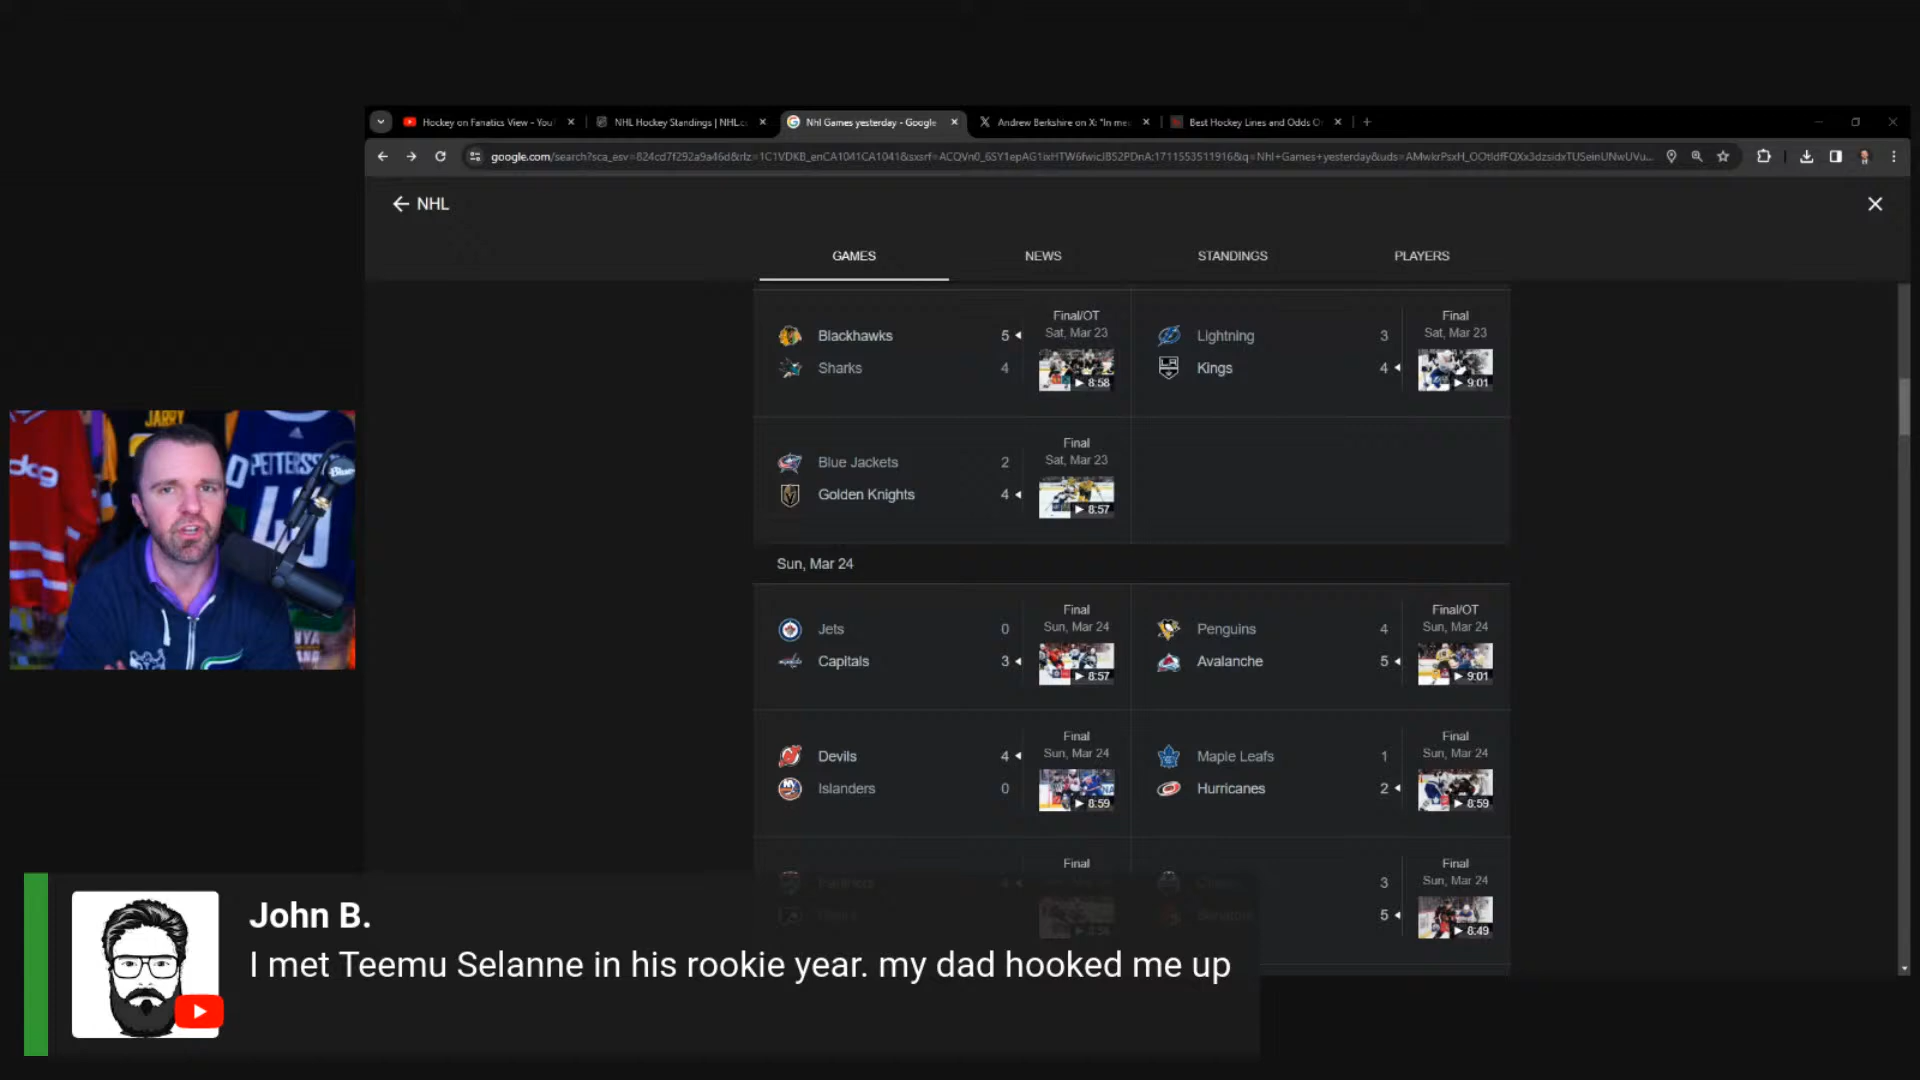 Hockey on Fanatics View - You
NHL Hockey Standings | NHL.c
Nhl Games yesterday - Google
Andrew Berkshire on X: "In me
Best Hockey Lines and Odds O
NHL
GAMES
NEWS
STANDINGS
PLAYERS
Blackhawks 5
Sharks 4
Final/OT
Sat, Mar 23
8:58
Lightning 3
Kings 4
Final
Sat, Mar 23
9:01
Blue Jackets 2
Golden Knights 4
Final
Sat, Mar 23
8:57
Sun, Mar 24
Jets 0
Capitals 3
Final
Sun, Mar 24
8:57
Penguins 4
Avalanche 5
Final/OT
Sun, Mar 24
9:01
Devils 4
Islanders 0
Final
Sun, Mar 24
8:59
Maple Leafs 1
Hurricanes 2
Final
Sun, Mar 24
8:59
Final
3
5
Final
Sun, Mar 24
8:49
JARRY
PETTERSS
40
John B.
I met Teemu Selanne in his rookie year. my dad hooked me up